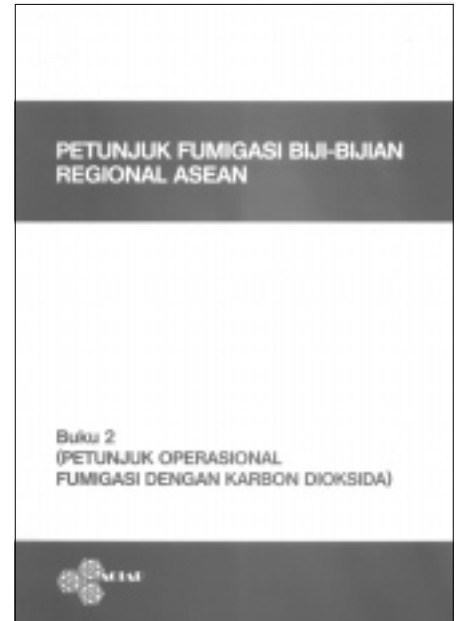 PETUNJUK FUMIGASI BIJI-BIJIAN
REGIONAL ASEAN
Buku 2
(PETUNJUK OPERASIONAL
FUMIGASI DENGAN KARBON DIOKSIDA)